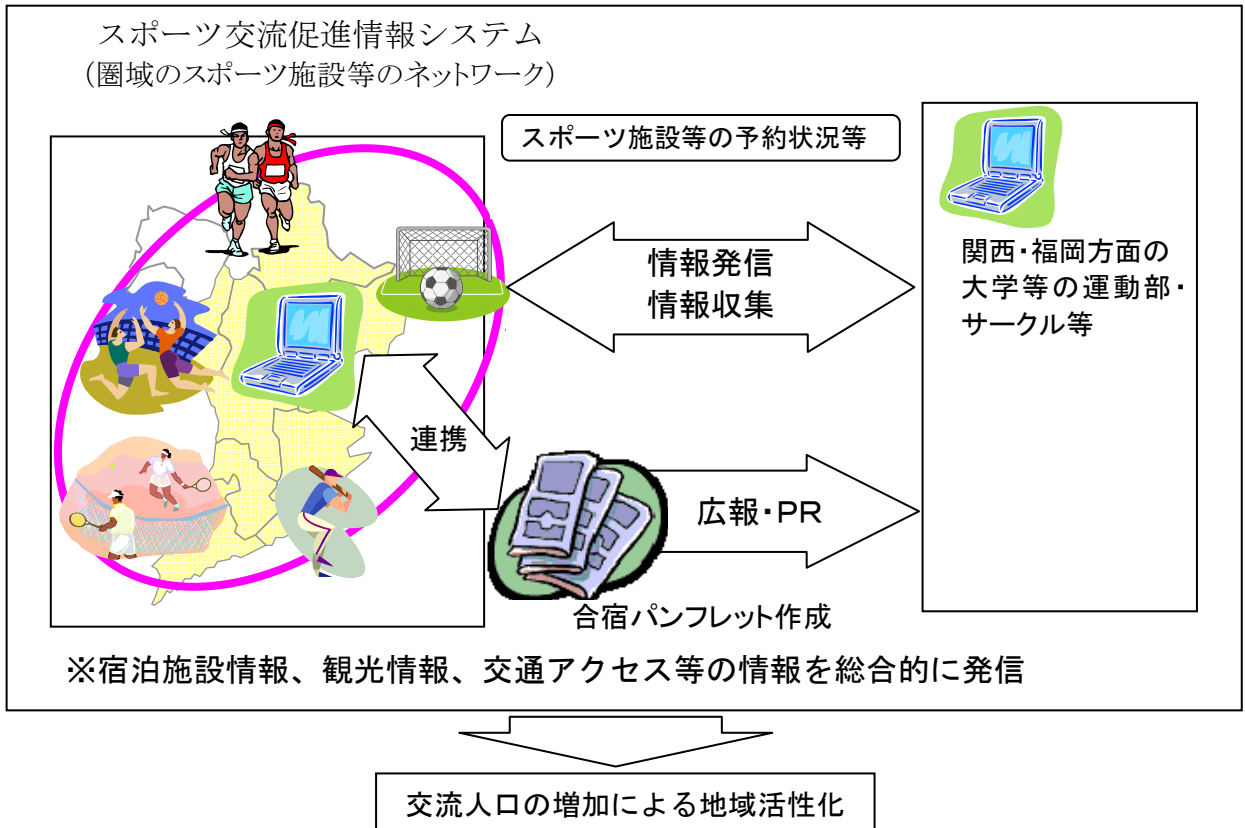 スポーツ交流促進情報システム
(圏域のスポーツ施設等のネットワーク)
スポーツ施設等の予約状況等
情報発信
情報収集
関西・福岡方面の
大学等の運動部・
サークル等
連携
広報・PR
合宿パンフレット作成
※宿泊施設情報、観光情報、交通アクセス等の情報を総合的に発信
交流人口の増加による地域活性化